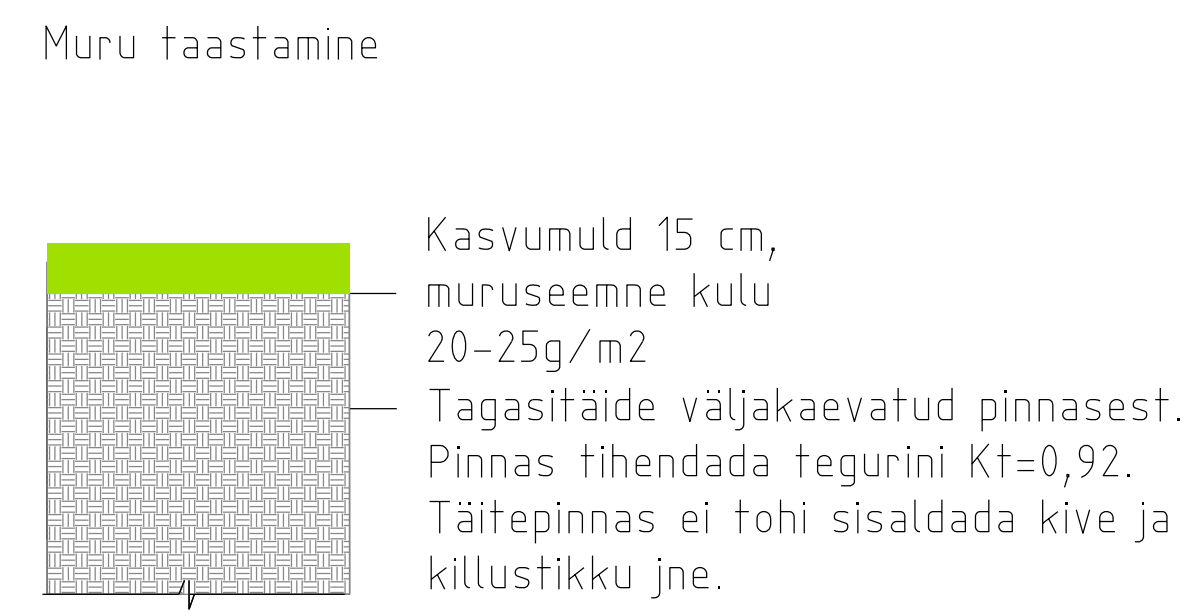 Muru taastamine
Kasvumuld 15 cm,
muruseemne kulu
20-25g/m2
Tagasitäide väljakaevatud pinnasest.
Pinnas tihendada tegurini Kt=0,92.
Täitepinnas ei tohi sisaldada kive ja
killustikku jne.